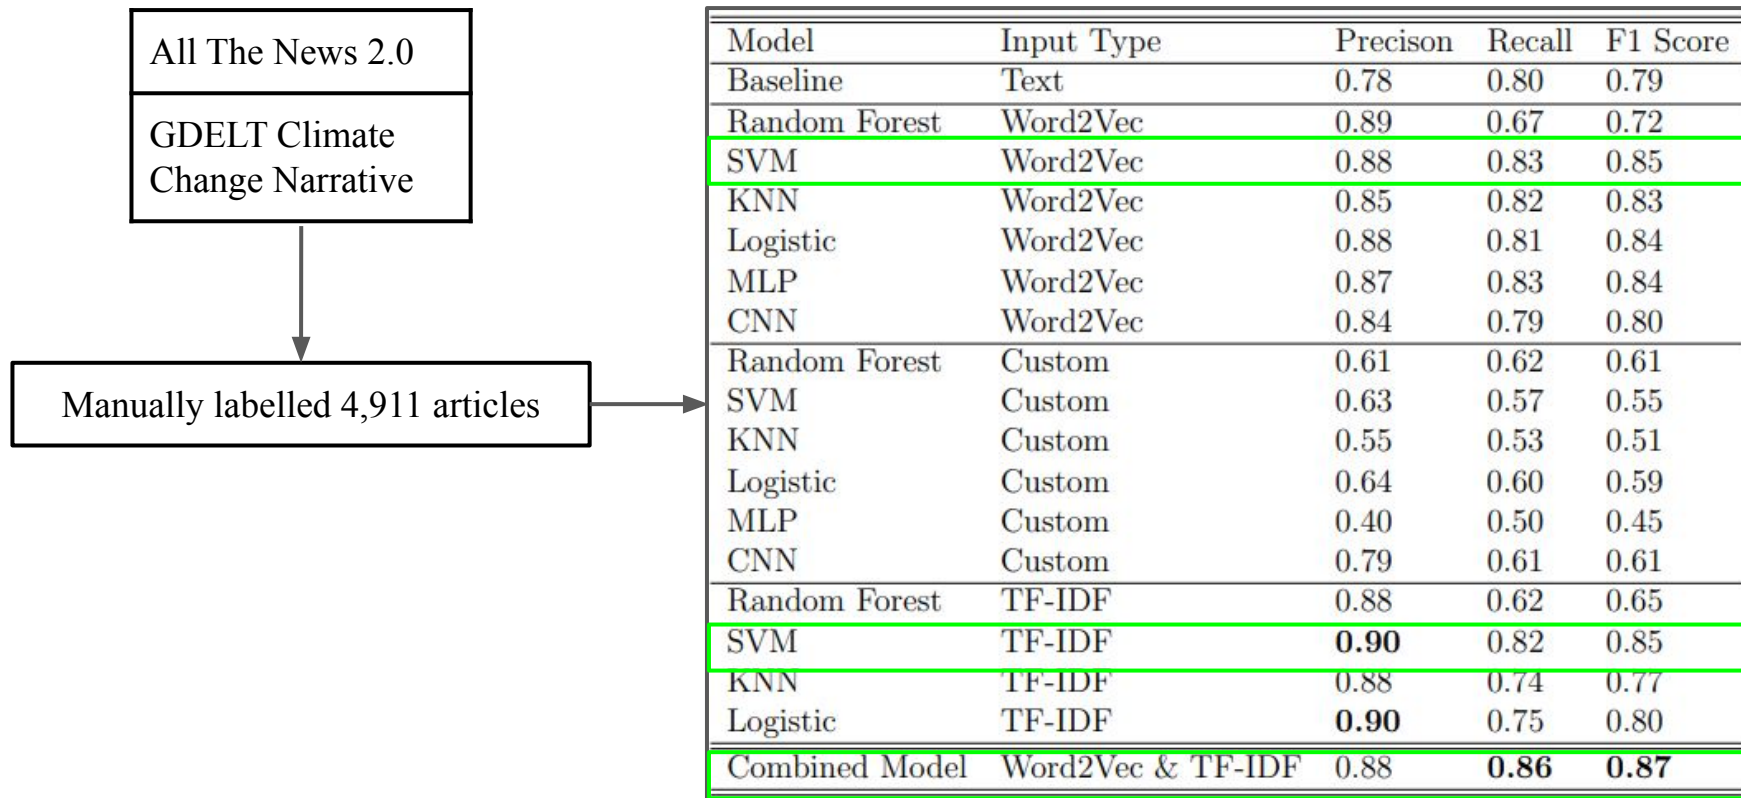 All The News 2.0
GDELT Climate
Change Narrative
Manually labelled 4,911 articles
Model Input Type Precison Recall F1 Score
Baseline Text 0.78 0.80 0.79
Random Forest Word2Vec 0.89 0.67 0.72
SVM Word2Vec 0.88 0.83 0.85
KNN Word2Vec 0.85 0.82 0.83
Logistic Word2Vec 0.88 0.81 0.84
MLP Word2Vec 0.87 0.83 0.84
CNN Word2Vec 0.84 0.79 0.80
Random Forest Custom 0.61 0.62 0.61
SVM Custom 0.63 0.57 0.55
KNN Custom 0.55 0.53 0.51
Logistic Custom 0.64 0.60 0.59
MLP Custom 0.40 0.50 0.45
CNN Custom 0.79 0.61 0.61
Random Forest TF-IDF 0.88 0.62 0.65
SVM TF-IDF 0.90 0.82 0.85
KNN TF-IDF 0.88 0.74 0.77
Logistic TF-IDF 0.90 0.75 0.80
Combined Model Word2Vec & TF-IDF 0.88 0.86 0.87